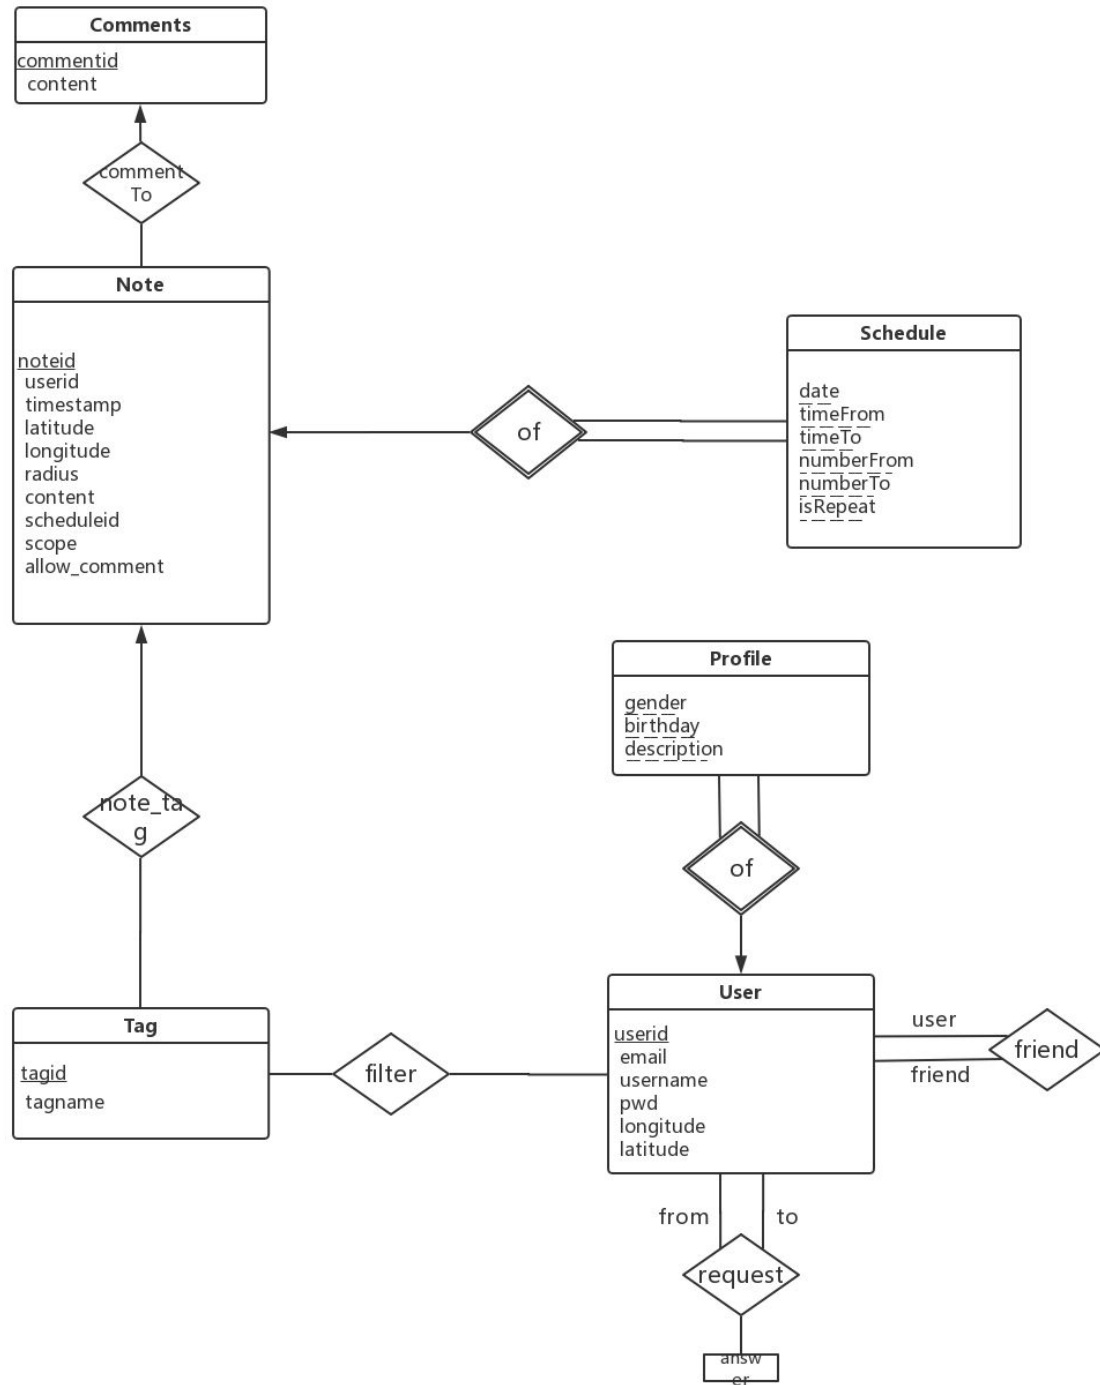 Comments
commentid
content
comment
To
Note
noteid
userid
timestamp
latitude
longitude
radius
content
scheduleid
scope
allow_comment
of
Schedule
date
timeFrom
timeTo
numberFrom
numberTo
isRepeat
Profile
gender
birthday
description
note_ta
g
of
Tag
tagid
tagname
filter
User
userid
email
username
pwd
longitude
latitude
user
friend
friend
from
to
request
answ
er